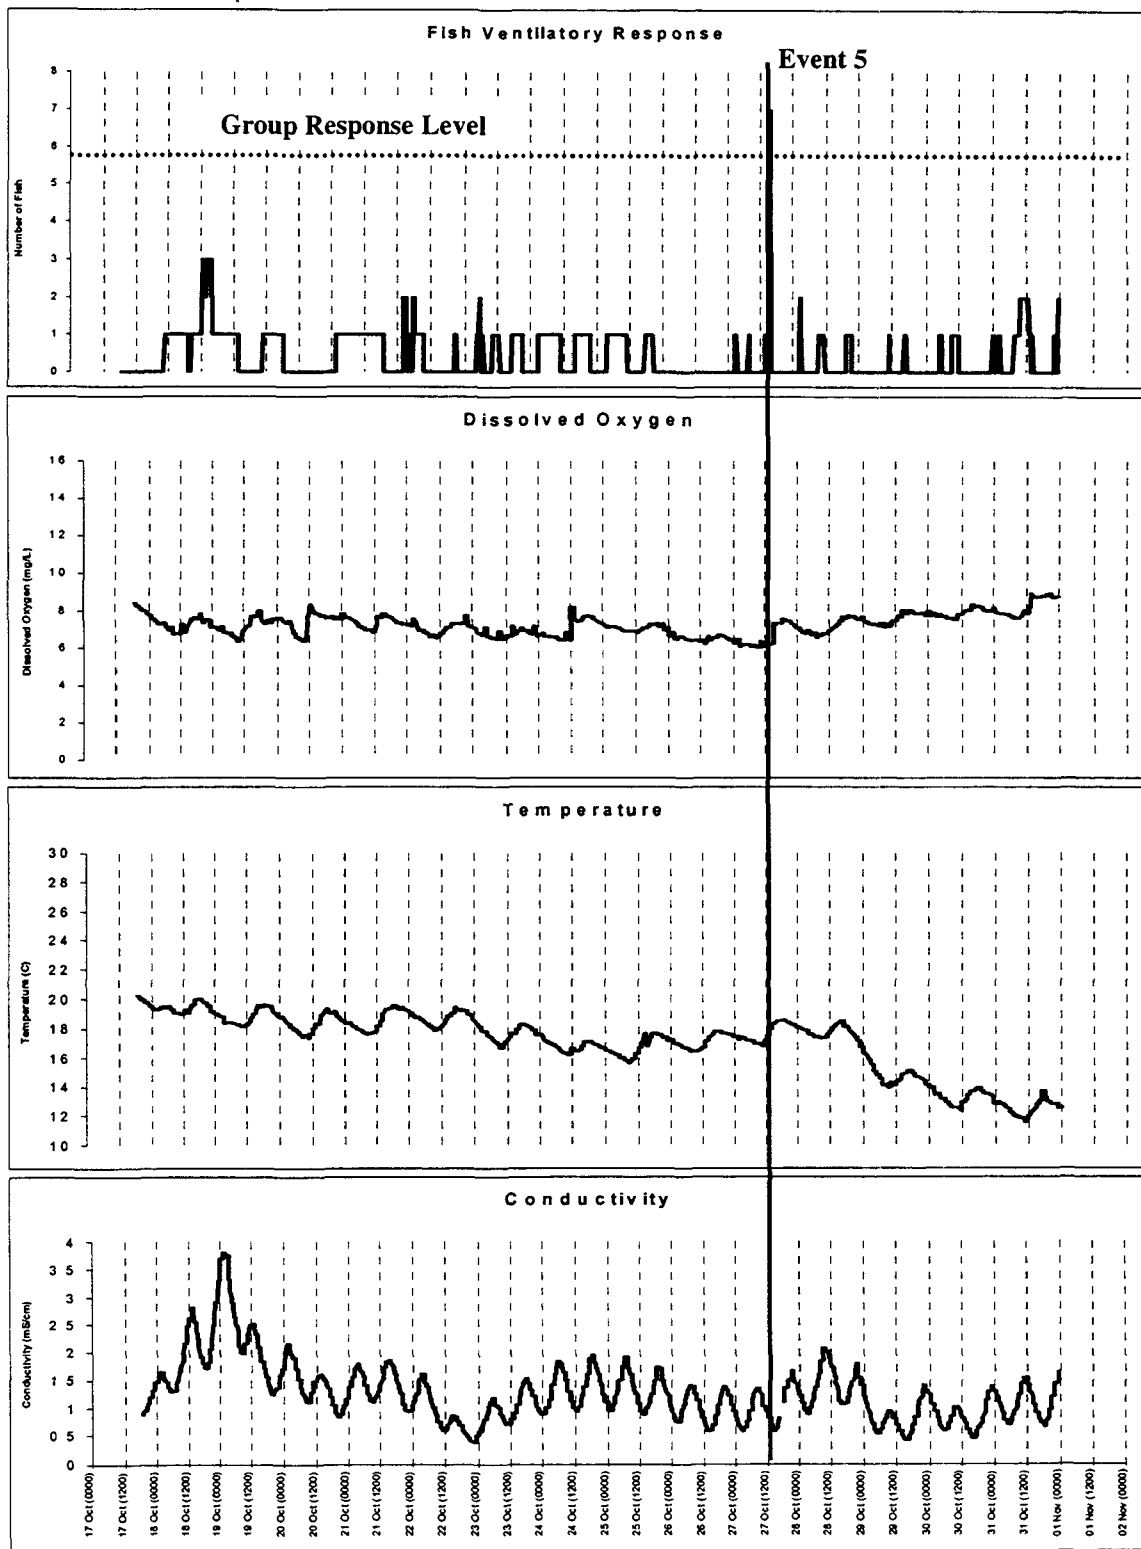 Fish Ventilatory Response
Event 5
Group Response Level
Number of Fish
8
7
6
5
4
3
2
1
0
Dissolved Oxygen
Dissolved Oxygen (mg/L)
16
14
12
10
8
6
4
2
0
Temperature
Temperature (C)
30
28
26
24
22
20
18
16
14
12
10
Conductivity
Conductivity (mS/cm)
4
3 5
3
2 5
2
1 5
1
0 5
0
17 Oct (0000)
17 Oct (1200)
18 Oct (0000)
18 Oct (1200)
19 Oct (0000)
19 Oct (1200)
20 Oct (0000)
20 Oct (1200)
21 Oct (0000)
21 Oct (1200)
22 Oct (0000)
22 Oct (1200)
23 Oct (0000)
23 Oct (1200)
24 Oct (0000)
24 Oct (1200)
25 Oct (0000)
25 Oct (1200)
26 Oct (0000)
26 Oct (1200)
27 Oct (0000)
27 Oct (1200)
28 Oct (0000)
28 Oct (1200)
29 Oct (0000)
29 Oct (1200)
30 Oct (0000)
30 Oct (1200)
31 Oct (0000)
31 Oct (1200)
01 Nov (0000)
01 Nov (1200)
02 Nov (0000)